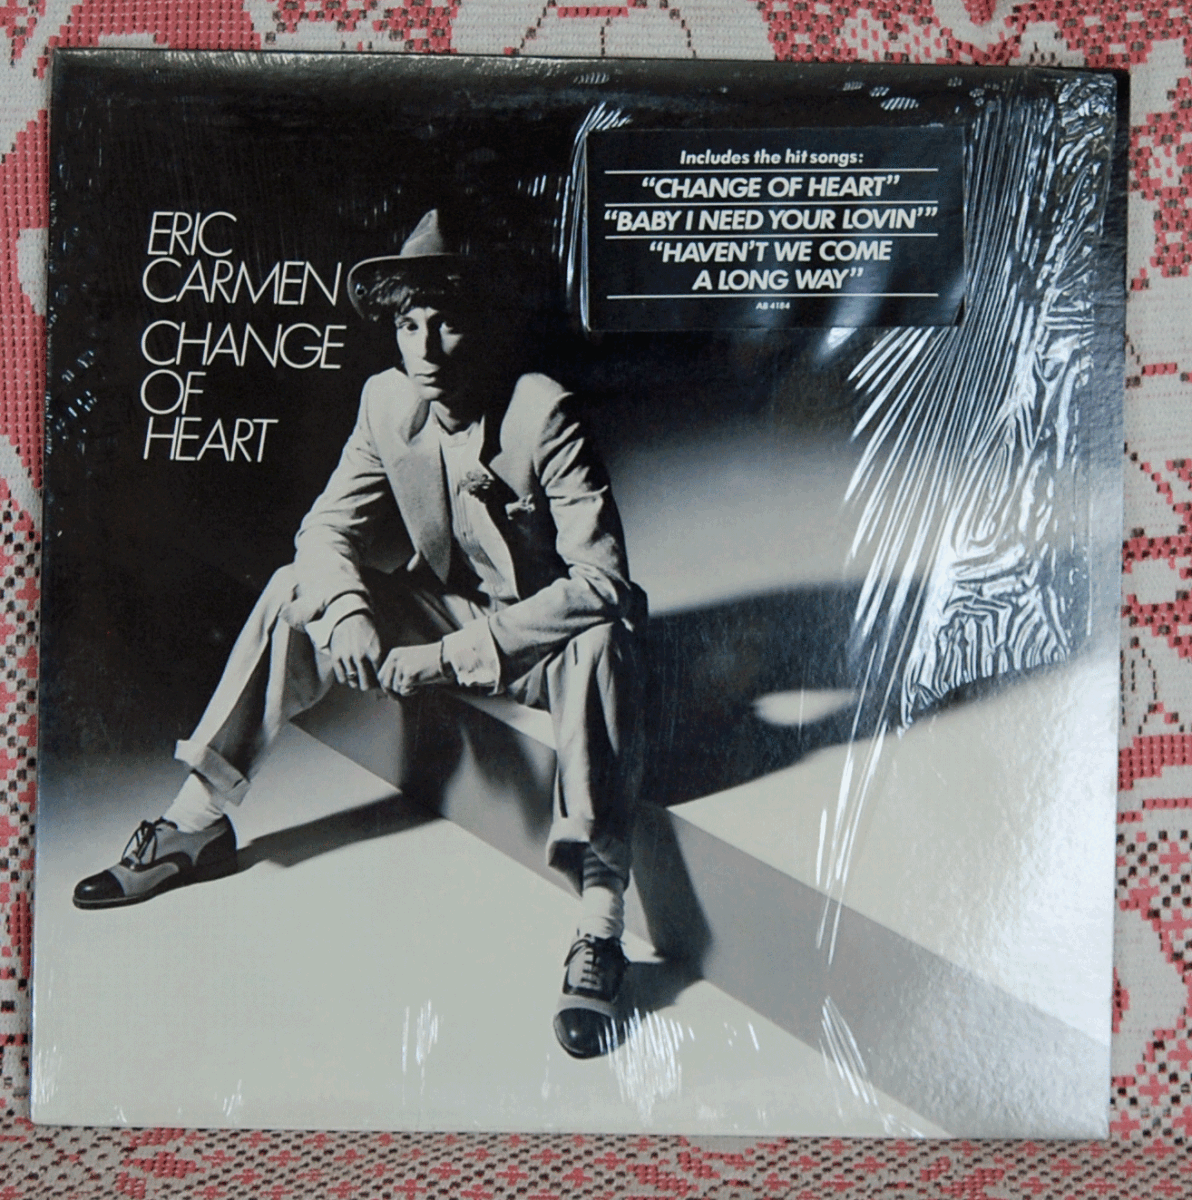 ERIC
CARMEN
CHANGE
OF
HEART
Includes the hit songs:
“CHANGE OF HEART”
“BABY I NEED YOUR LOVIN’”
“HAVEN’T WE COME
A LONG WAY”
AB 4184